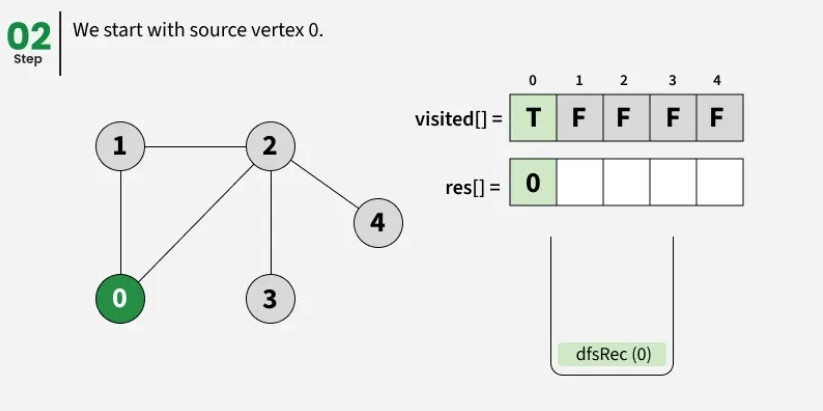 02
Step
We start with source vertex 0.
0 1 2 3 4
visited[] = T F F F F
res[] = 0
1
2
4
0
3
dfsRec (0)